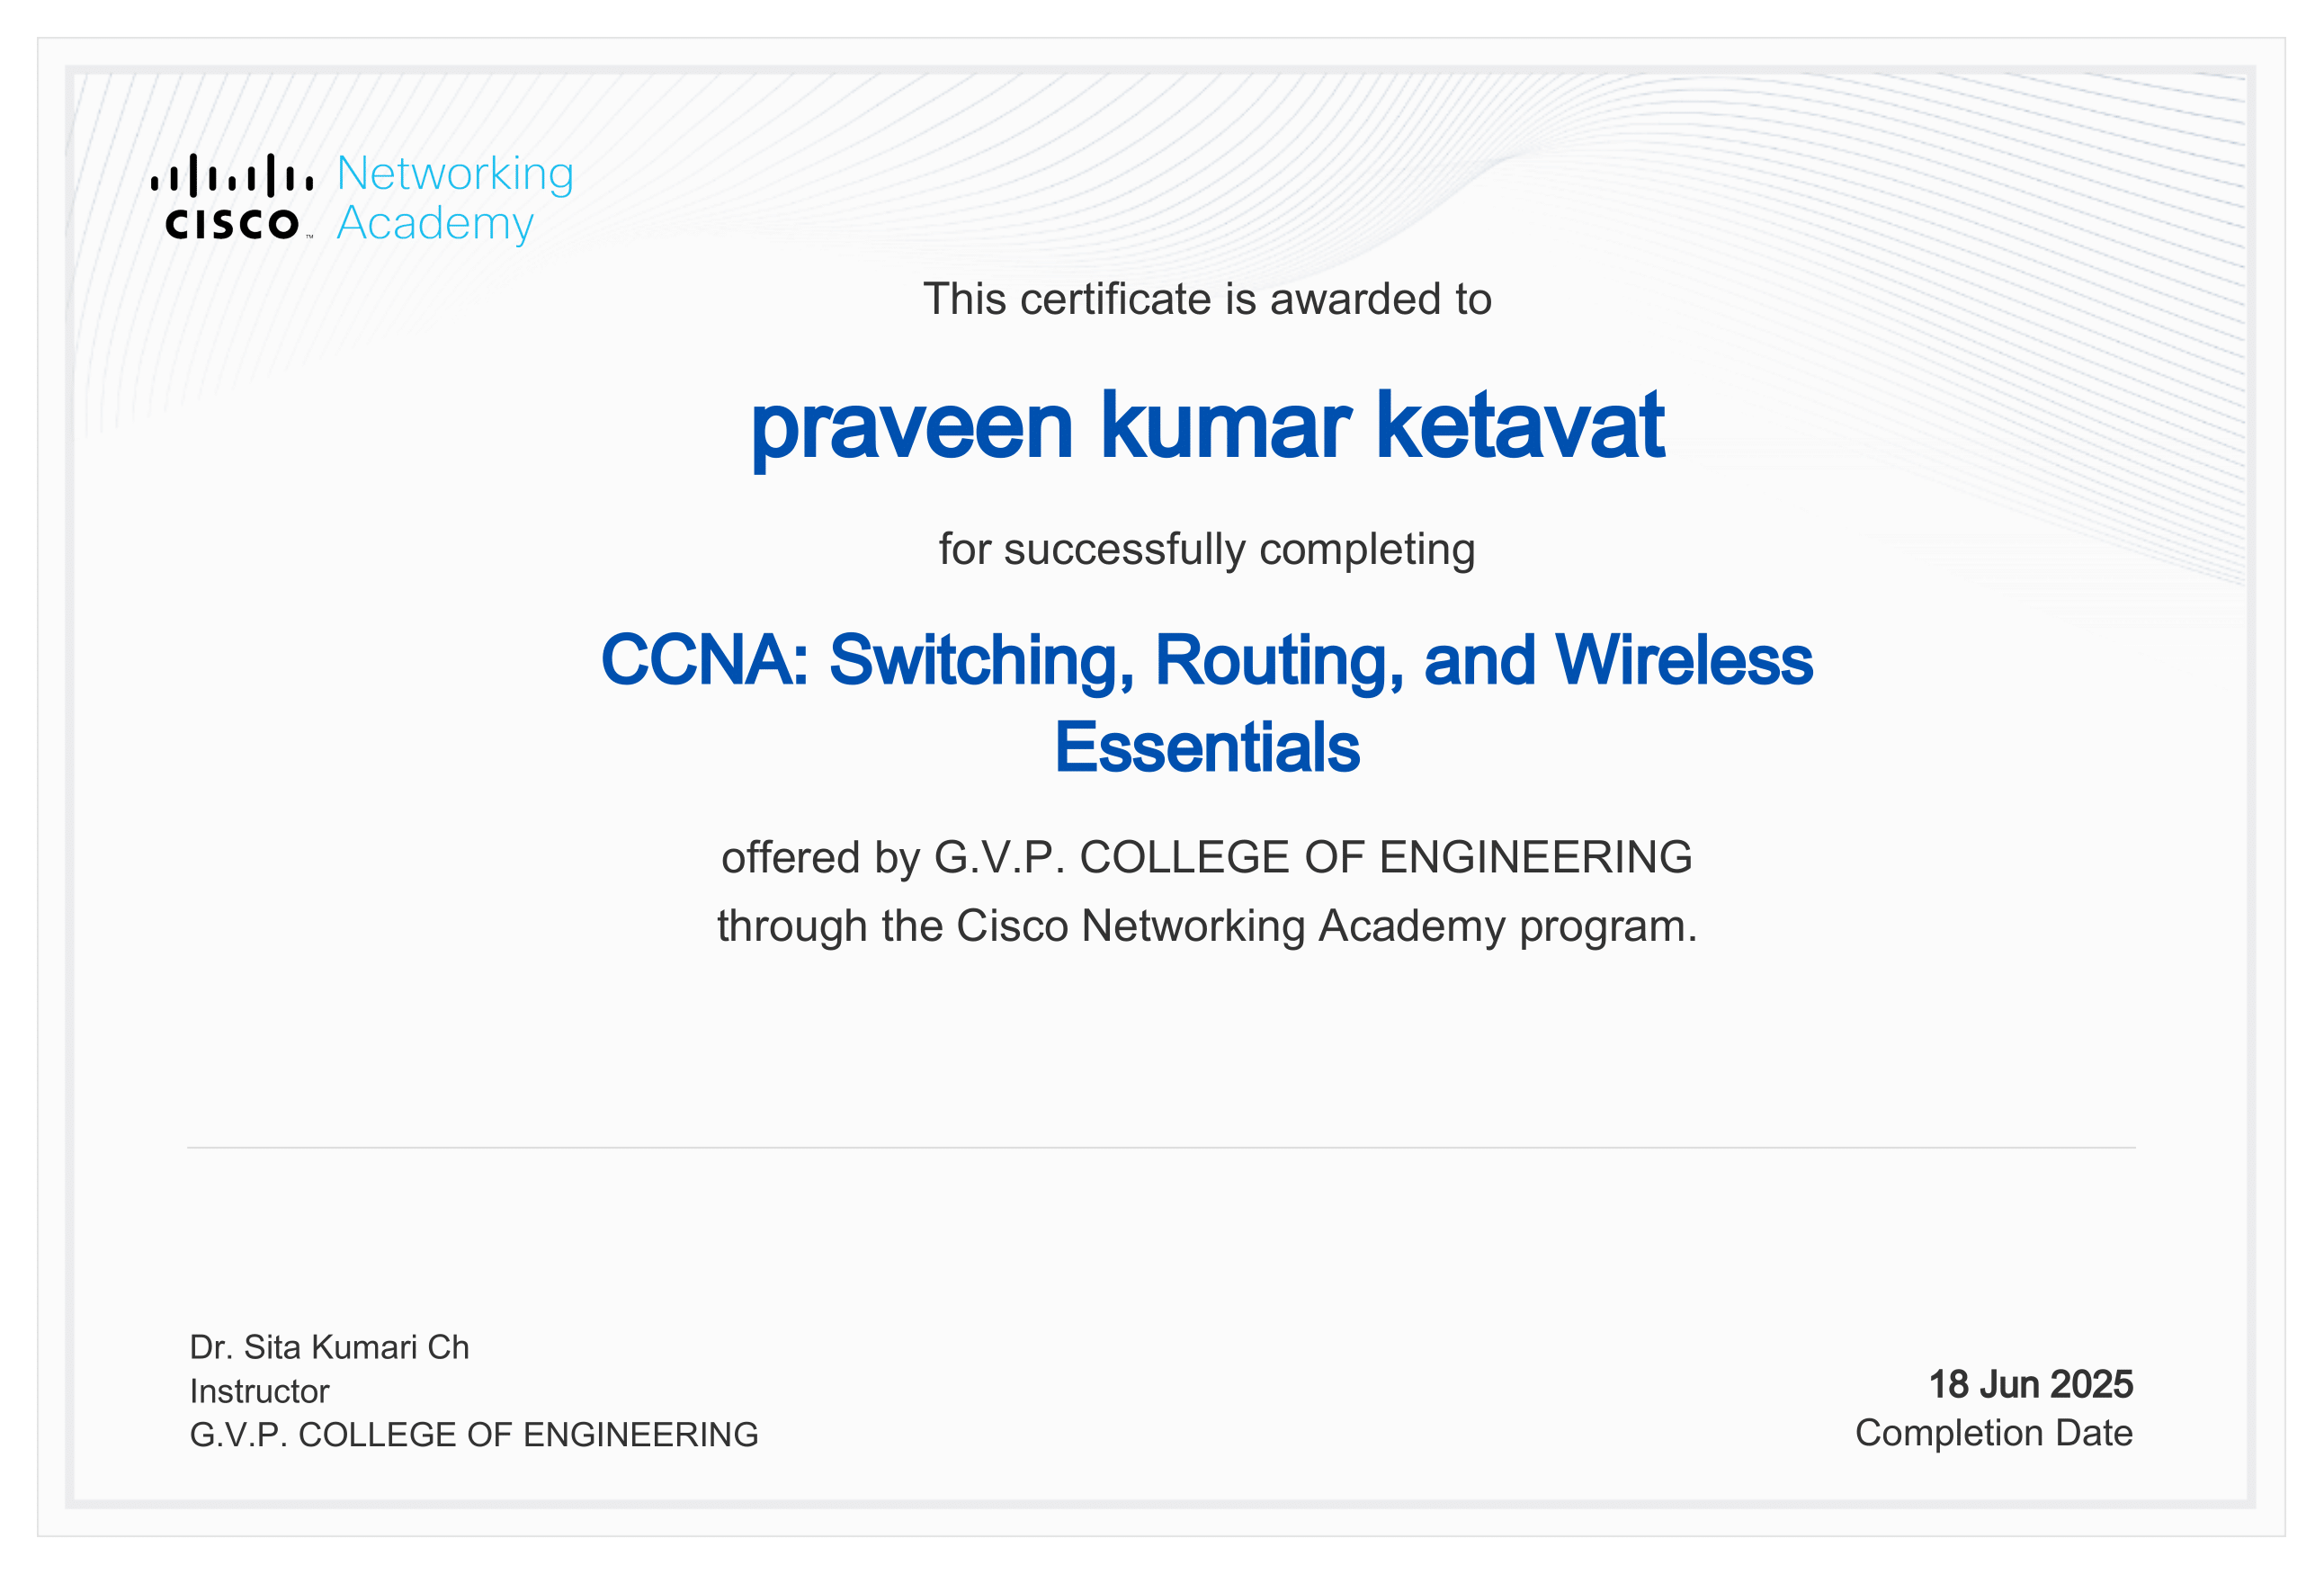 Networking
Academy
CISCO™
This certificate is awarded to
praveen kumar ketavat
for successfully completing
CCNA: Switching, Routing, and Wireless
Essentials
offered by G.V.P. COLLEGE OF ENGINEERING
through the Cisco Networking Academy program.
Dr. Sita Kumari Ch
Instructor
G.V.P. COLLEGE OF ENGINEERING
18 Jun 2025
Completion Date